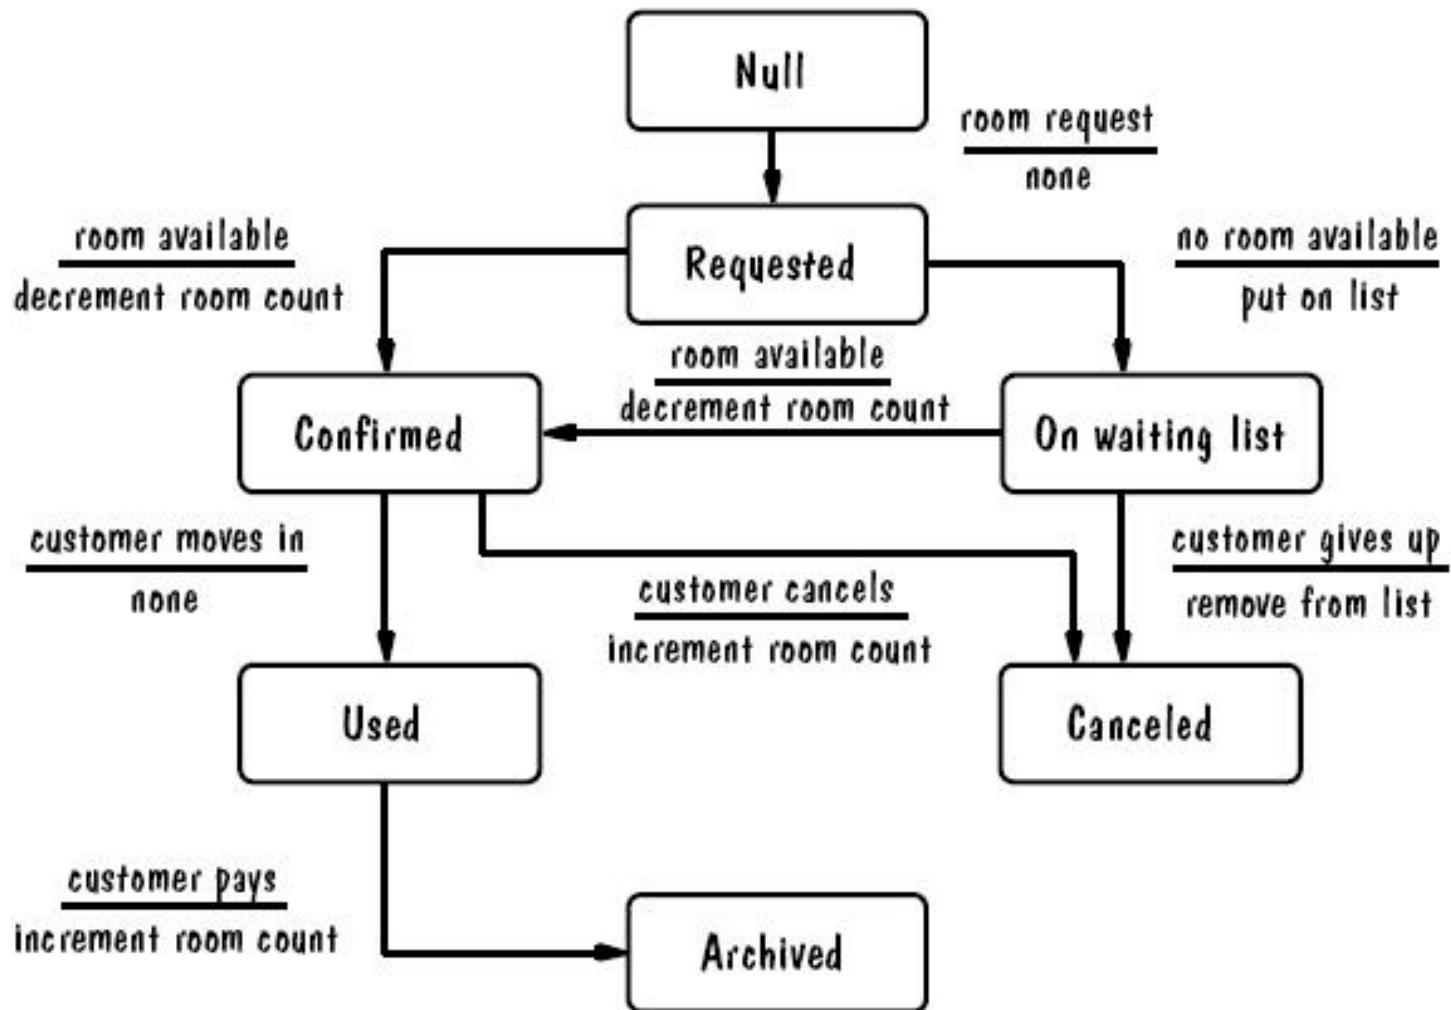 Null
room request
none
room available
decrement room count
Requested
no room available
put on list
room available
decrement room count
Confirmed
On waiting list
customer moves in
none
customer cancels
increment room count
customer gives up
remove from list
Used
Canceled
customer pays
increment room count
Archived